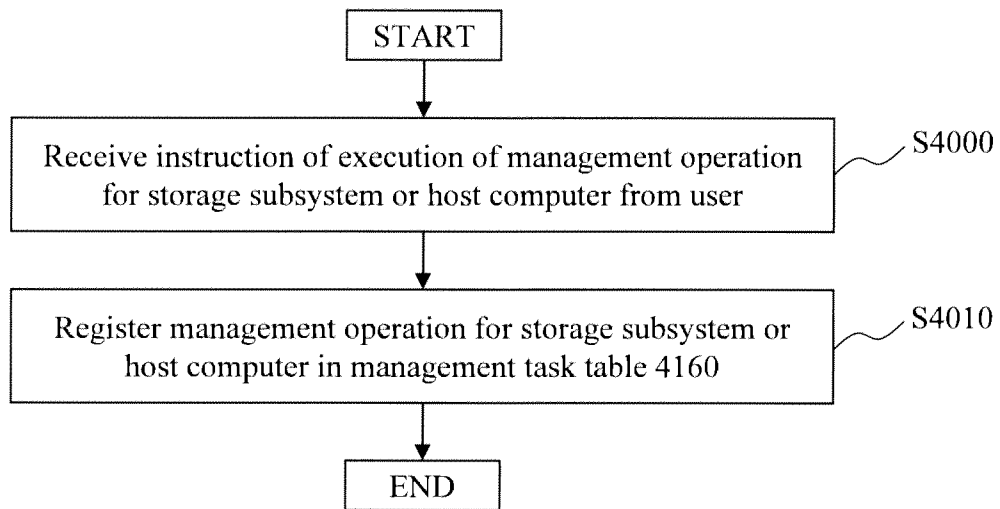 START
Receive instruction of execution of management operation
for storage subsystem or host computer from user
S4000
Register management operation for storage subsystem or
host computer in management task table 4160
S4010
END